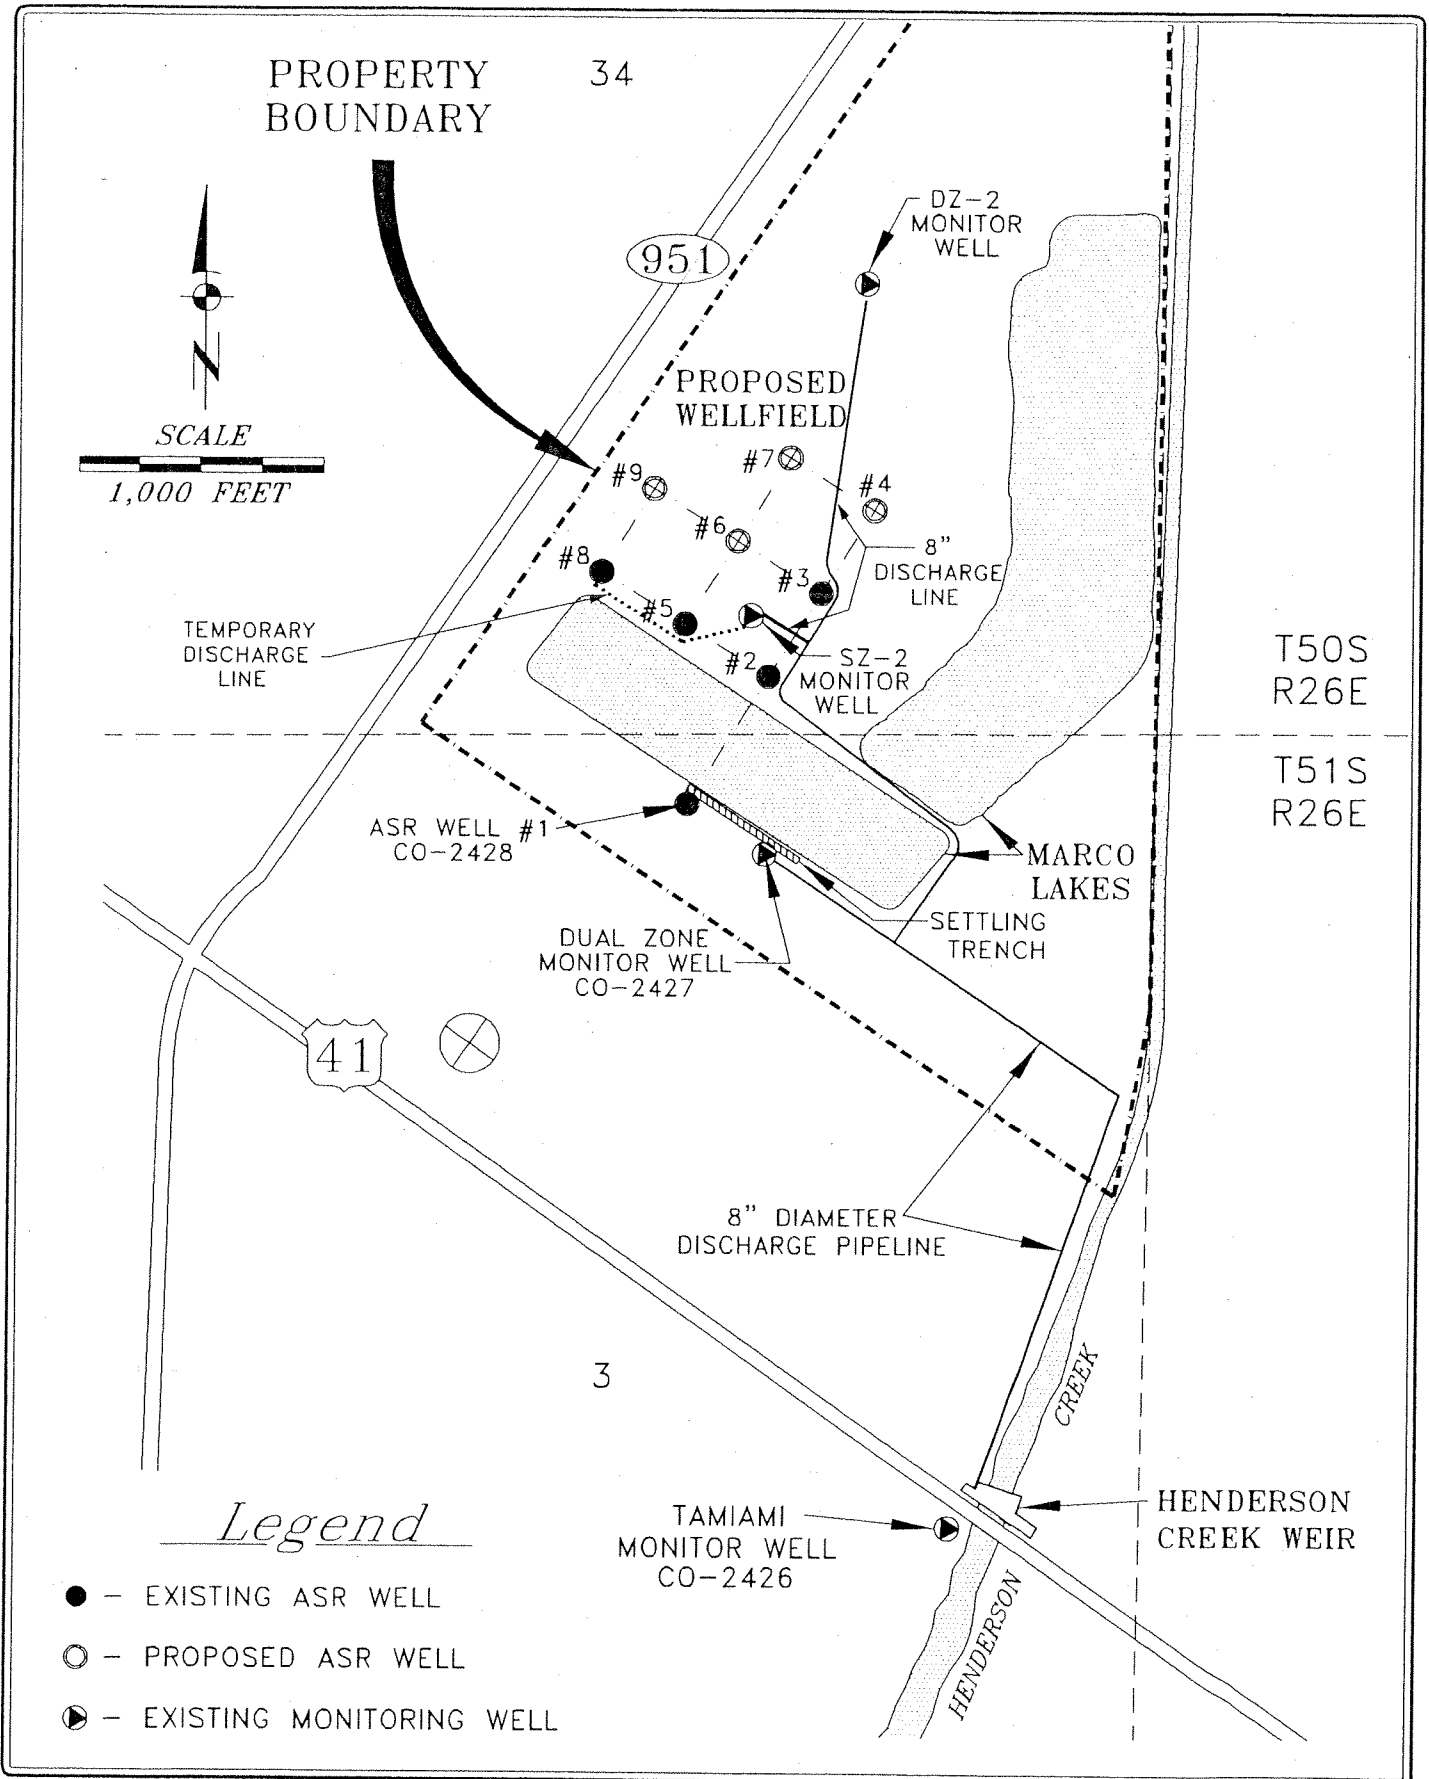 PROPERTY
BOUNDARY
34
DZ-2
MONITOR
WELL
951
N
SCALE
1,000 FEET
PROPOSED
WELLFIELD
#7
#9
#4
#6
8"
DISCHARGE
LINE
#8
#3
#5
TEMPORARY
DISCHARGE
LINE
#2
SZ-2
MONITOR
WELL
T50S
R26E
T51S
R26E
ASR WELL #1
CO-2428
MARCO
LAKES
SETTLING
TRENCH
DUAL ZONE
MONITOR WELL
CO-2427
41
8" DIAMETER
DISCHARGE PIPELINE
3
CREEK
HENDERSON
TAMIAMI
MONITOR WELL
CO-2426
HENDERSON
CREEK WEIR
Legend
- EXISTING ASR WELL
- PROPOSED ASR WELL
- EXISTING MONITORING WELL